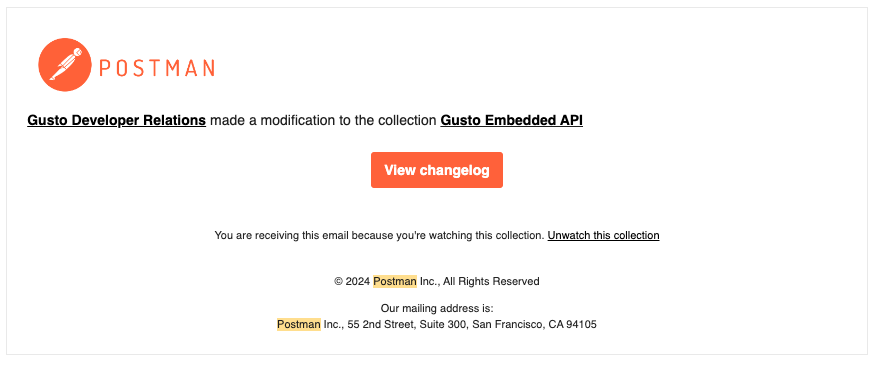 POSTMAN
Gusto Developer Relations made a modification to the collection Gusto Embedded API
View changelog
You are receiving this email because you're watching this collection. Unwatch this collection
© 2024 Postman Inc., All Rights Reserved
Our mailing address is:
Postman Inc., 55 2nd Street, Suite 300, San Francisco, CA 94105